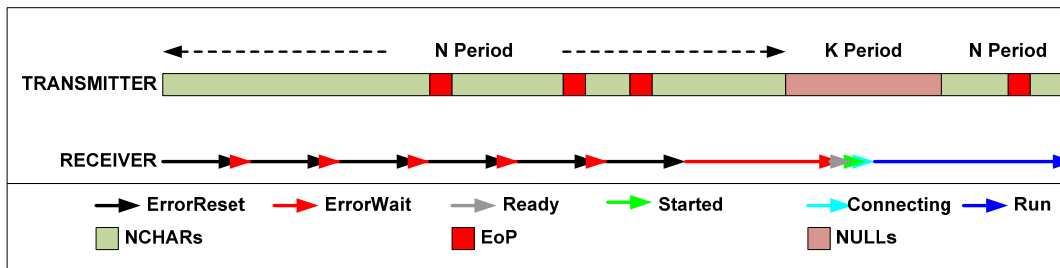 N Period K Period N Period
TRANSMITTER
RECEIVER
ErrorReset ErrorWait Ready Started Connecting Run
NCHARs EoP NULLs